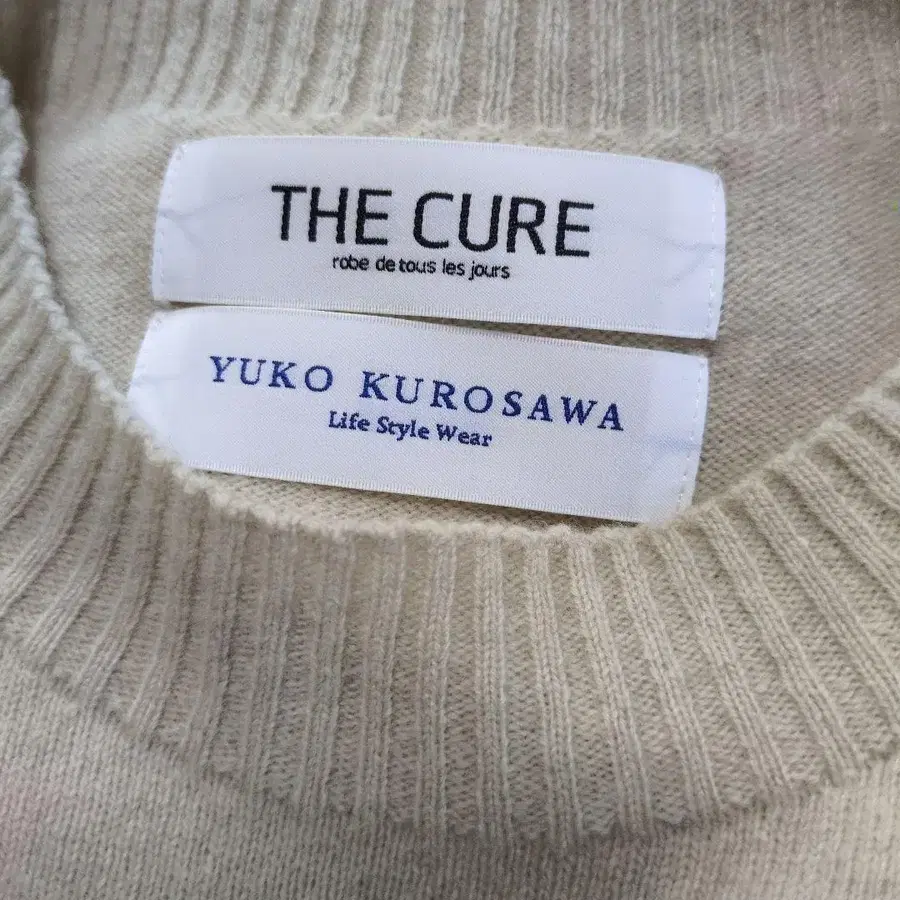 THE CURE
robe de tous les jours
YUKO KUROSAWA
Life Style Wear